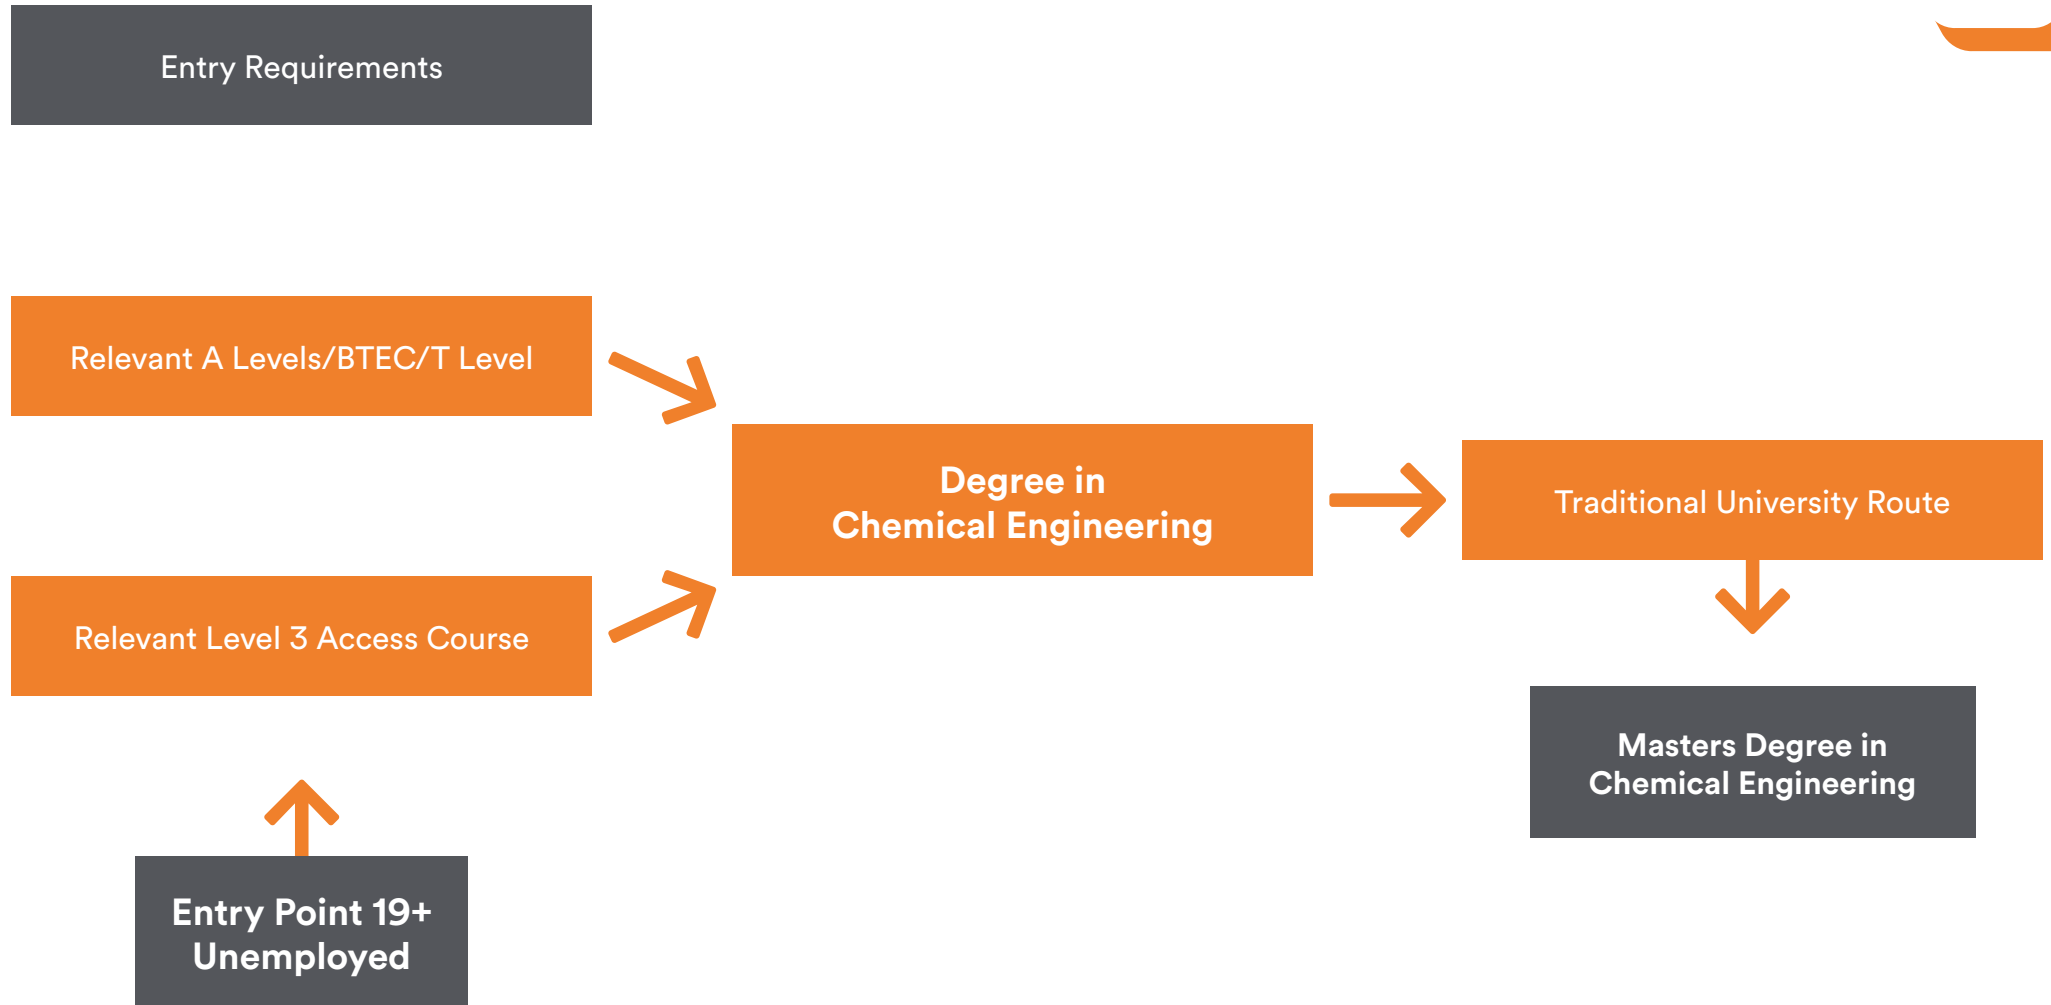 Entry Requirements
Relevant A Levels/BTEC/T Level
Relevant Level 3 Access Course
Entry Point 19+
Unemployed
Degree in
Chemical Engineering
Traditional University Route
Masters Degree in
Chemical Engineering